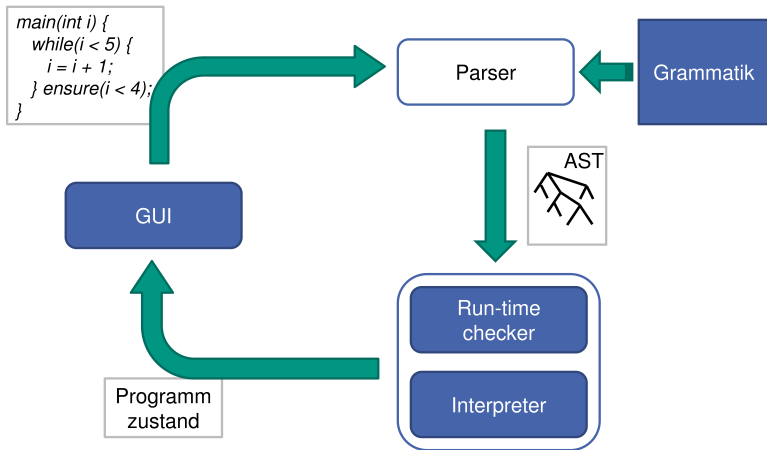 main(int i) {
while(i < 5) {
i = i + 1;
} ensure(i < 4);
}
Parser
Grammatik
AST
GUI
Run-time
checker
Programm
zustand
Interpreter